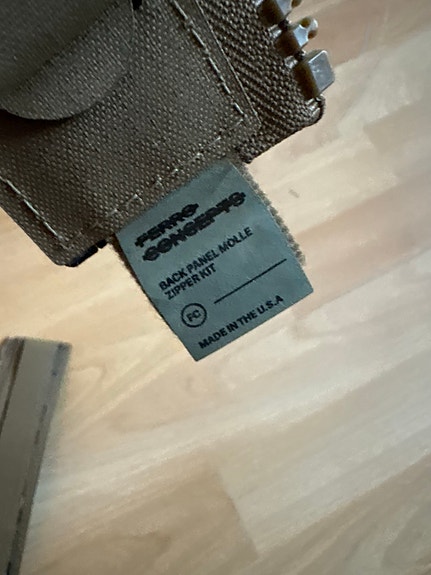 FERRO
CONCEPTS
BACK PANEL MOLLE
ZIPPER KIT
FC
MADE IN THE U.S.A